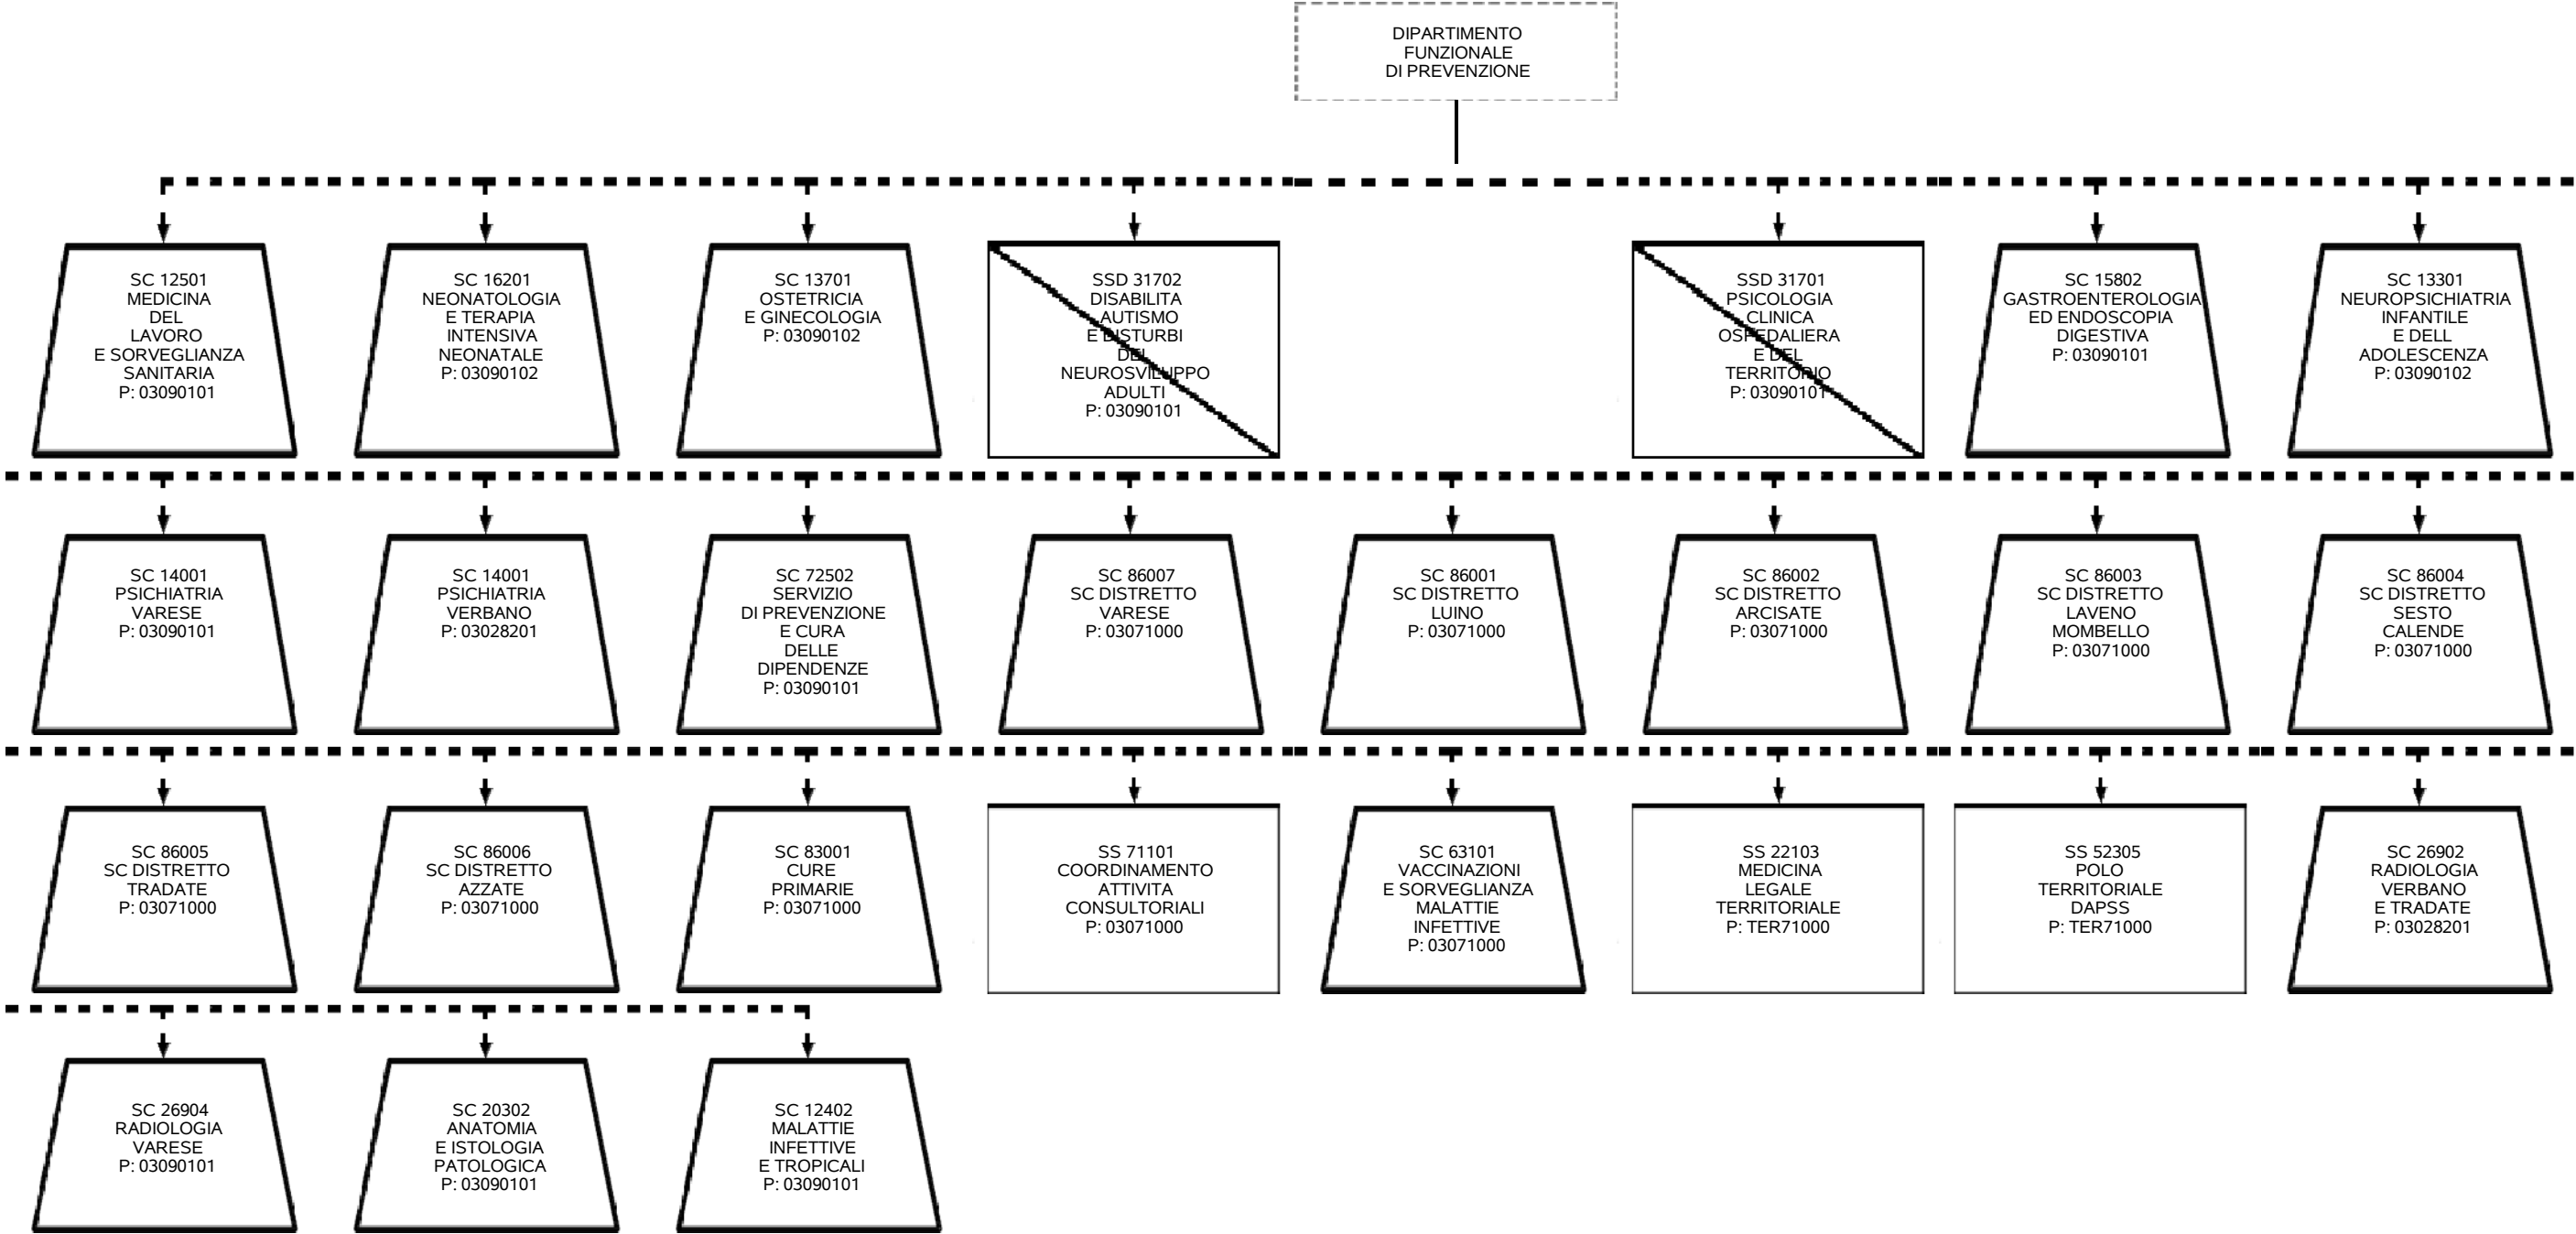 DIPARTIMENTO
FUNZIONALE
DI PREVENZIONE
SC 12501
MEDICINA
DEL
LAVORO
E SORVEGLIANZA
SANITARIA
P: 03090101
SC 16201
NEONATOLOGIA
E TERAPIA
INTENSIVA
NEONATALE
P: 03090102
SC 13701
OSTETRICIA
E GINECOLOGIA
P: 03090102
SSD 31702
DISABILITA
AUTISMO
E DISTURBI
DEL
NEUROSVILUPPO
ADULTI
P: 03090101
SSD 31701
PSICOLOGIA
CLINICA
OSPEDALIERA
E DEL
TERRITORIO
P: 03090101
SC 15802
GASTROENTEROLOGIA
ED ENDOSCOPIA
DIGESTIVA
P: 03090101
SC 13301
NEUROPSICHIATRIA
INFANTILE
E DELL
ADOLESCENZA
P: 03090102
SC 14001
PSICHIATRIA
VARESE
P: 03090101
SC 14001
PSICHIATRIA
VERBANO
P: 03028201
SC 72502
SERVIZIO
DI PREVENZIONE
E CURA
DELLE
DIPENDENZE
P: 03090101
SC 86007
SC DISTRETTO
VARESE
P: 03071000
SC 86001
SC DISTRETTO
LUINO
P: 03071000
SC 86002
SC DISTRETTO
ARCISATE
P: 03071000
SC 86003
SC DISTRETTO
LAVENO
MOMBELLO
P: 03071000
SC 86004
SC DISTRETTO
SESTO
CALENDE
P: 03071000
SC 86005
SC DISTRETTO
TRADATE
P: 03071000
SC 86006
SC DISTRETTO
AZZATE
P: 03071000
SC 83001
CURE
PRIMARIE
P: 03071000
SS 71101
COORDINAMENTO
ATTIVITA
CONSULTORIALI
P: 03071000
SC 63101
VACCINAZIONI
E SORVEGLIANZA
MALATTIE
INFETTIVE
P: 03071000
SS 22103
MEDICINA
LEGALE
TERRITORIALE
P: TER71000
SS 52305
POLO
TERRITORIALE
DAPSS
P: TER71000
SC 26902
RADIOLOGIA
VERBANO
E TRADATE
P: 03028201
SC 26904
RADIOLOGIA
VARESE
P: 03090101
SC 20302
ANATOMIA
E ISTOLOGIA
PATOLOGICA
P: 03090101
SC 12402
MALATTIE
INFETTIVE
E TROPICALI
P: 03090101